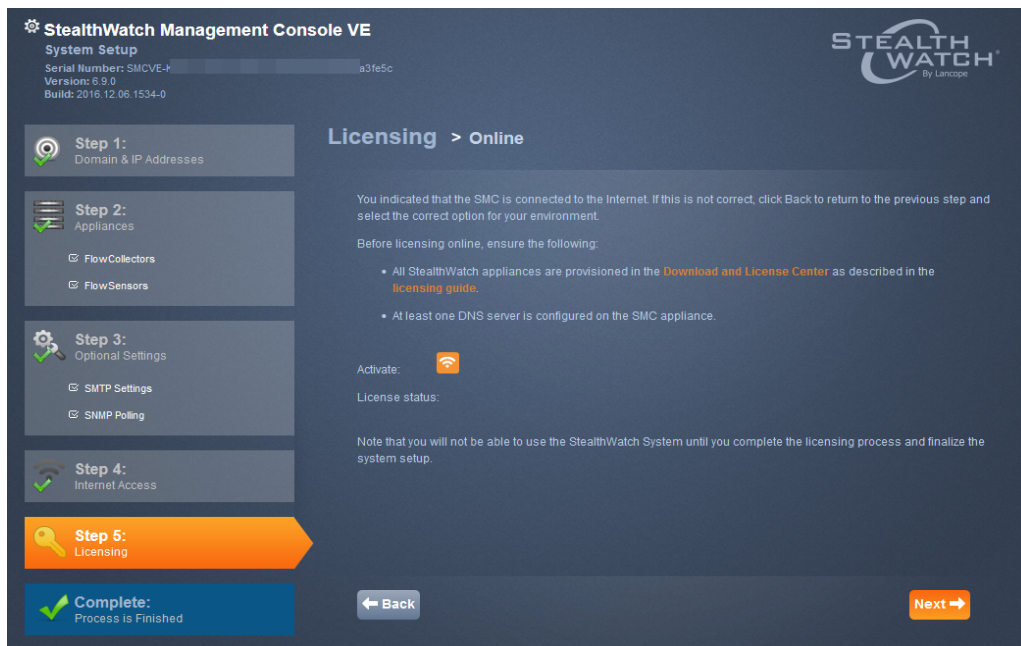 StealthWatch Management Console VE
System Setup
Serial Number: SMCVE- a3fe5c
Version: 6.9.0
Build: 2016.12.06.1534-0
STEALTH
WATCH
By Lancope
Step 1:
Domain & IP Addresses
Step 2:
Appliances
FlowCollectors
FlowSensors
Step 3:
Optional Settings
SMTP Settings
SNMP Polling
Step 4:
Internet Access
Step 5:
Licensing
Complete:
Process is Finished
Licensing > Online
You indicated that the SMC is connected to the Internet. If this is not correct, click Back to return to the previous step and
select the correct option for your environment.
Before licensing online, ensure the following:
• All StealthWatch appliances are provisioned in the Download and License Center as described in the
licensing guide.
• At least one DNS server is configured on the SMC appliance.
Activate:
License status:
Note that you will not be able to use the StealthWatch System until you complete the licensing process and finalize the
system setup.
Back
Next